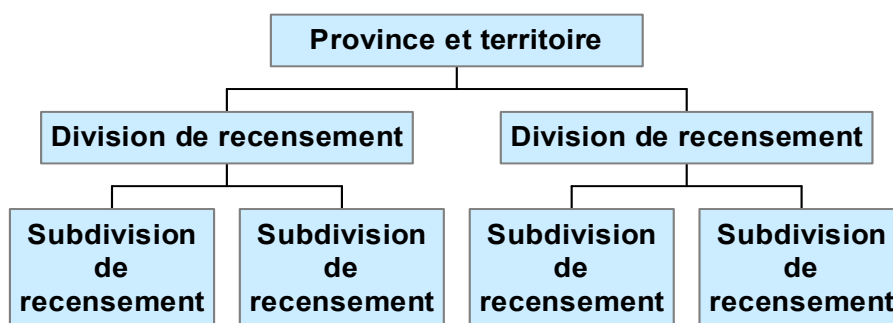 Province et territoire
Division de recensement
Division de recensement
Subdivision
de
recensement
Subdivision
de
recensement
Subdivision
de
recensement
Subdivision
de
recensement